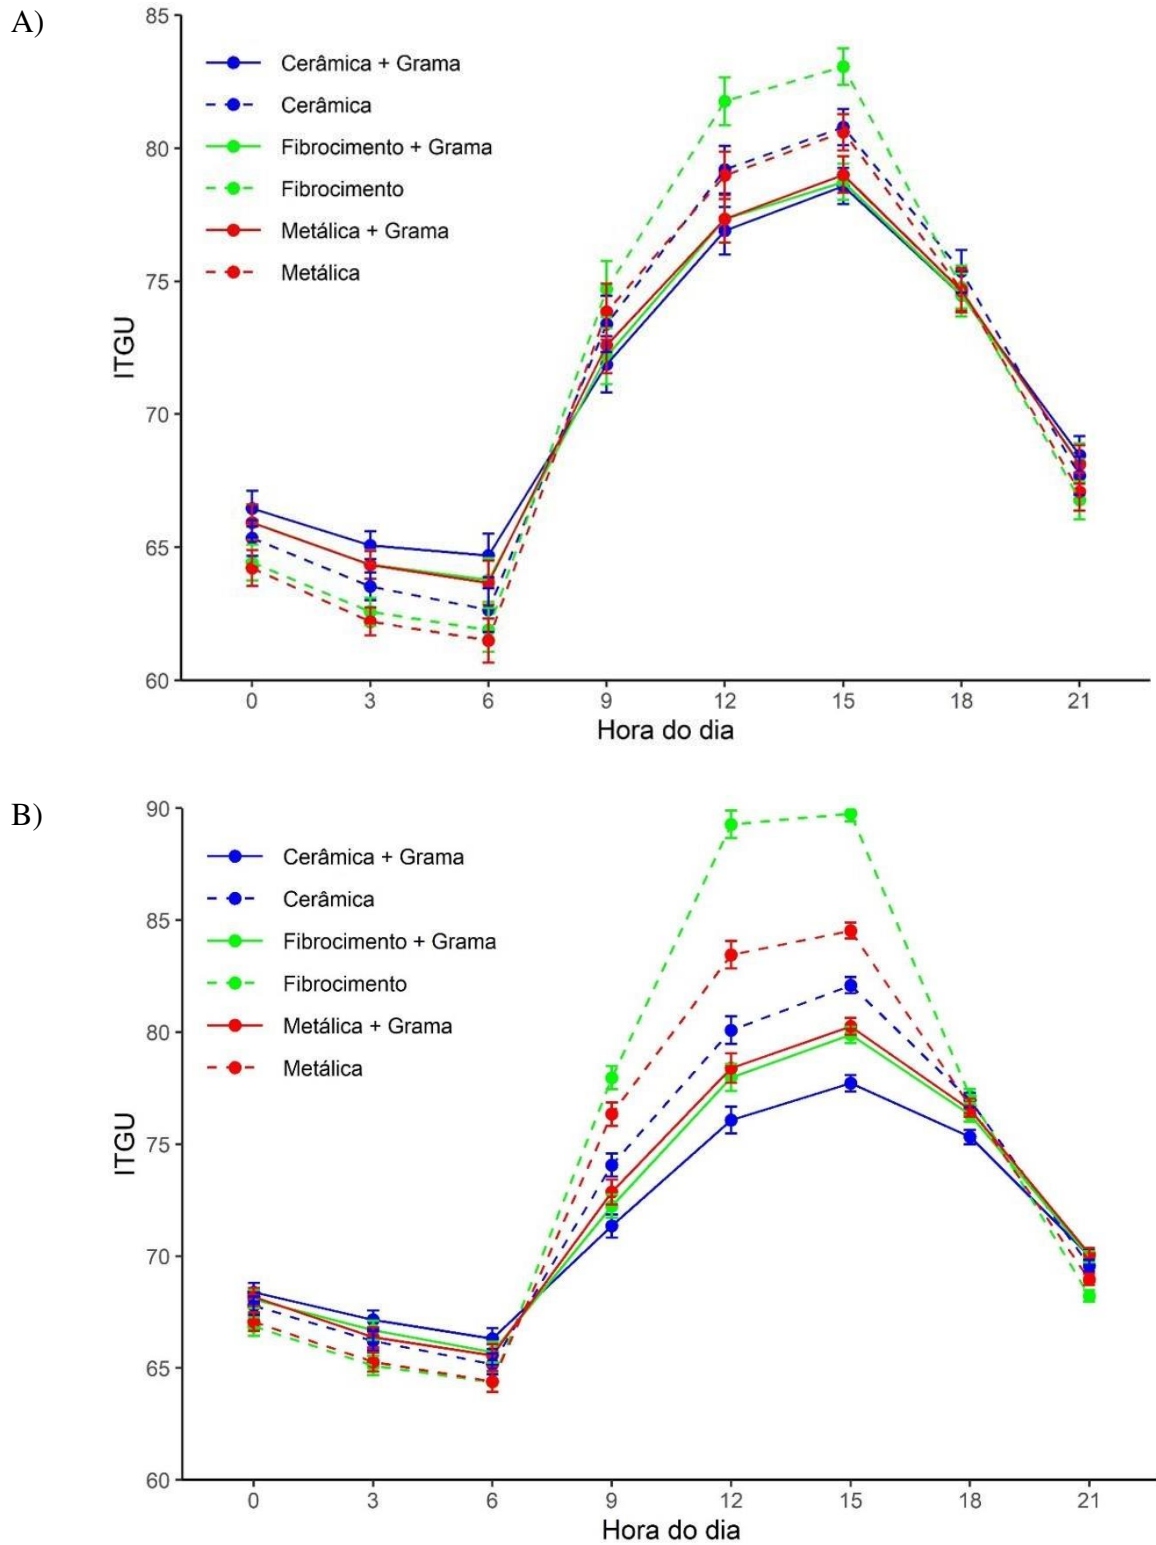 A)
85
80
75
70
65
60
ITGU
Cerâmica + Grama
Cerâmica
Fibrocimento + Grama
Fibrocimento
Metálica + Grama
Metálica
0 3 6 9 12 15 18 21
Hora do dia
B)
90
85
80
75
70
65
60
ITGU
Cerâmica + Grama
Cerâmica
Fibrocimento + Grama
Fibrocimento
Metálica + Grama
Metálica
0 3 6 9 12 15 18 21
Hora do dia